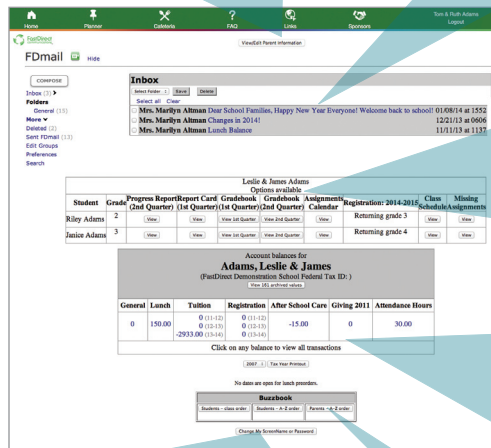 Home Planner Cafeteria FAQ Links Sponsors Tom & Ruth Adams
Logout
FastDirect
View/Edit Parent Information
FDmail Hide
COMPOSE
Inbox (3) >
Folders
General (15)
More
Deleted (2)
Sent FDmail (13)
Edit Groups
Preferences
Search
Inbox
Select Folder Save Delete
Select all Clear
Mrs. Marilyn Altman Dear School Families, Happy New Year Everyone! Welcome back to school! 01/08/14 at 1552
Mrs. Marilyn Altman Changes in 2014! 12/21/13 at 0606
Mrs. Marilyn Altman Lunch Balance 11/11/13 at 1137
Leslie & James Adams
Options available
Student Grade Progress Report (2nd Quarter) Report Card (1st Quarter) Gradebook (1st Quarter) Gradebook (2nd Quarter) Assignments Calendar Registration: 2014-2015 Class Schedule Missing Assignments
Riley Adams 2 View View View 1st Quarter View 2nd Quarter View Returning grade 3 View View
Janice Adams 3 View View View 1st Quarter View 2nd Quarter View Returning grade 4 View View
Account balances for
Adams, Leslie & James
(FastDirect Demonstration School Federal Tax ID: )
View 181 archived values
General Lunch Tuition Registration After School Care Giving 2011 Attendance Hours
0 150.00 0 (11-12) 0 (11-12) -15.00 0 30.00
0 (12-13) 0 (12-13)
-2933.00 (13-14) 0 (13-14)
Click on any balance to view all transactions
2007 Tax Year Printout
No dates are open for lunch preorders.
Buzzbook
Students - class order Students - A-Z order Parents - A-Z order
Change My ScreenName or Password